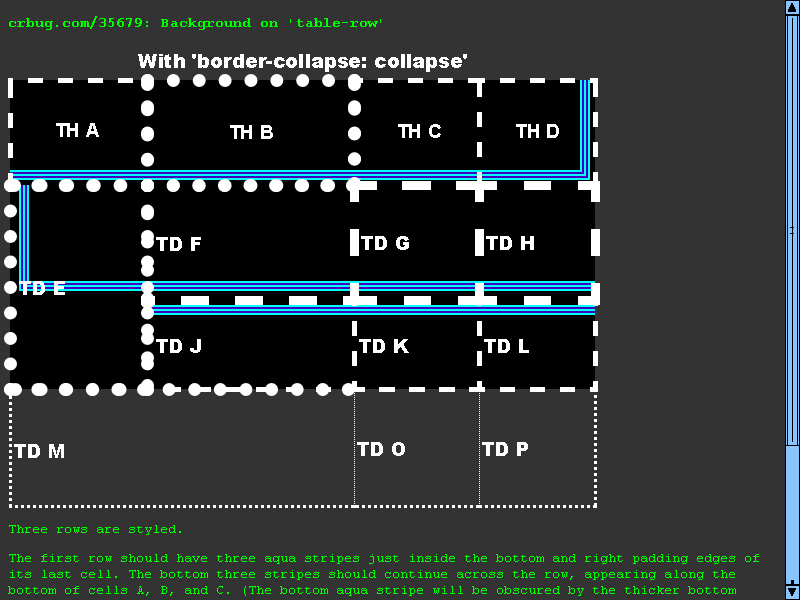 crbug.com/35679: Background on 'table-row'
With 'border-collapse: collapse'
TH A TH B TH C TH D
TD F TD G TD H
TD E
TD J TD K TD L
TD M TD O TD P
Three rows are styled.
The first row should have three aqua stripes just inside the bottom and right padding edges of
its last cell. The bottom three stripes should continue across the row, appearing along the
bottom of cells A, B, and C. (The bottom aqua stripe will be obscured by the thicker bottom